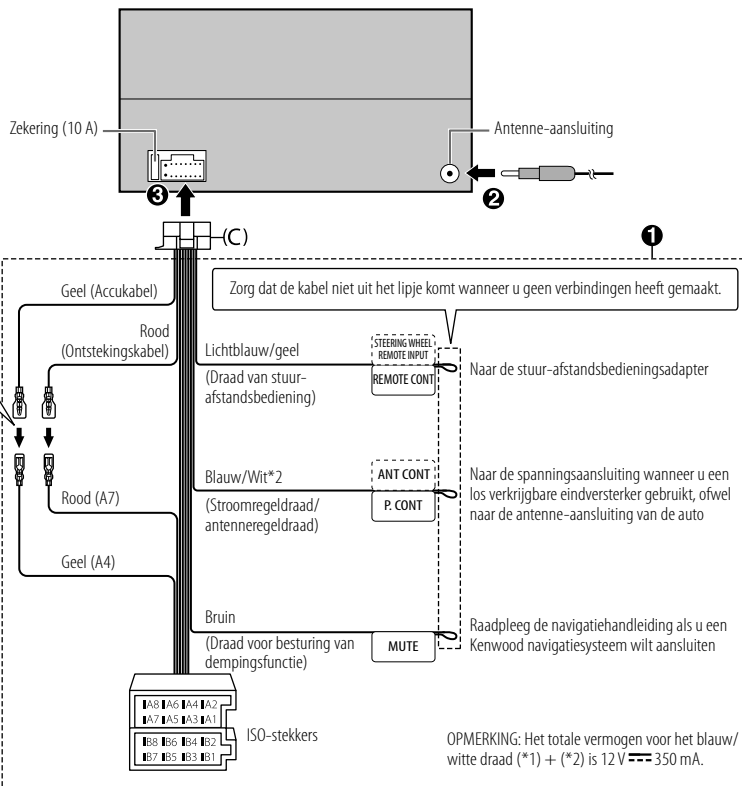 Zekering (10 A)
Antenne-aansluiting
❸
❷
(C)
❶
Geel (Accukabel)
Zorg dat de kabel niet uit het lipje komt wanneer u geen verbindingen heeft gemaakt.
Rood
(Ontstekingskabel)
Lichtblauw/geel
(Draad van stuur-
afstandsbediening)
STEERING WHEEL
REMOTE INPUT
REMOTE CONT
Naar de stuur-afstandsbedieningsadapter
Blauw/Wit*2
(Stroomregeldraad/
antenneregeldraad)
ANT CONT
P. CONT
Naar de spanningsaansluiting wanneer u een
los verkrijgbare eindversterker gebruikt, ofwel
naar de antenne-aansluiting van de auto
Rood (A7)
Geel (A4)
Bruin
(Draad voor besturing van
dempingsfunctie)
MUTE
Raadpleeg de navigatiehandleiding als u een
Kenwood navigatiesysteem wilt aansluiten
A8 A6 A4 A2
A7 A5 A3 A1
B8 B6 B4 B2
B7 B5 B3 B1
ISO-stekkers
OPMERKING: Het totale vermogen voor het blauw/
witte draad (*1) + (*2) is 12 V ⎓ 350 mA.